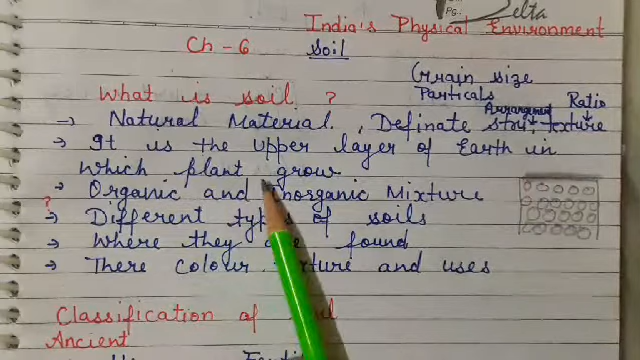 Pg.
Delta
India's Physical Environment
Ch - 6
Soil
Grain size
Particals
What is soil ?
Arrangement Ratio
→ Natural Material, Definate Texture
→ It is the upper layer of Earth in
which plant grow
→ Organic and Inorganic Mixture
?
→ Different types of soils
→ Where they are found
→ There colour and uses
Classification of
Ancient